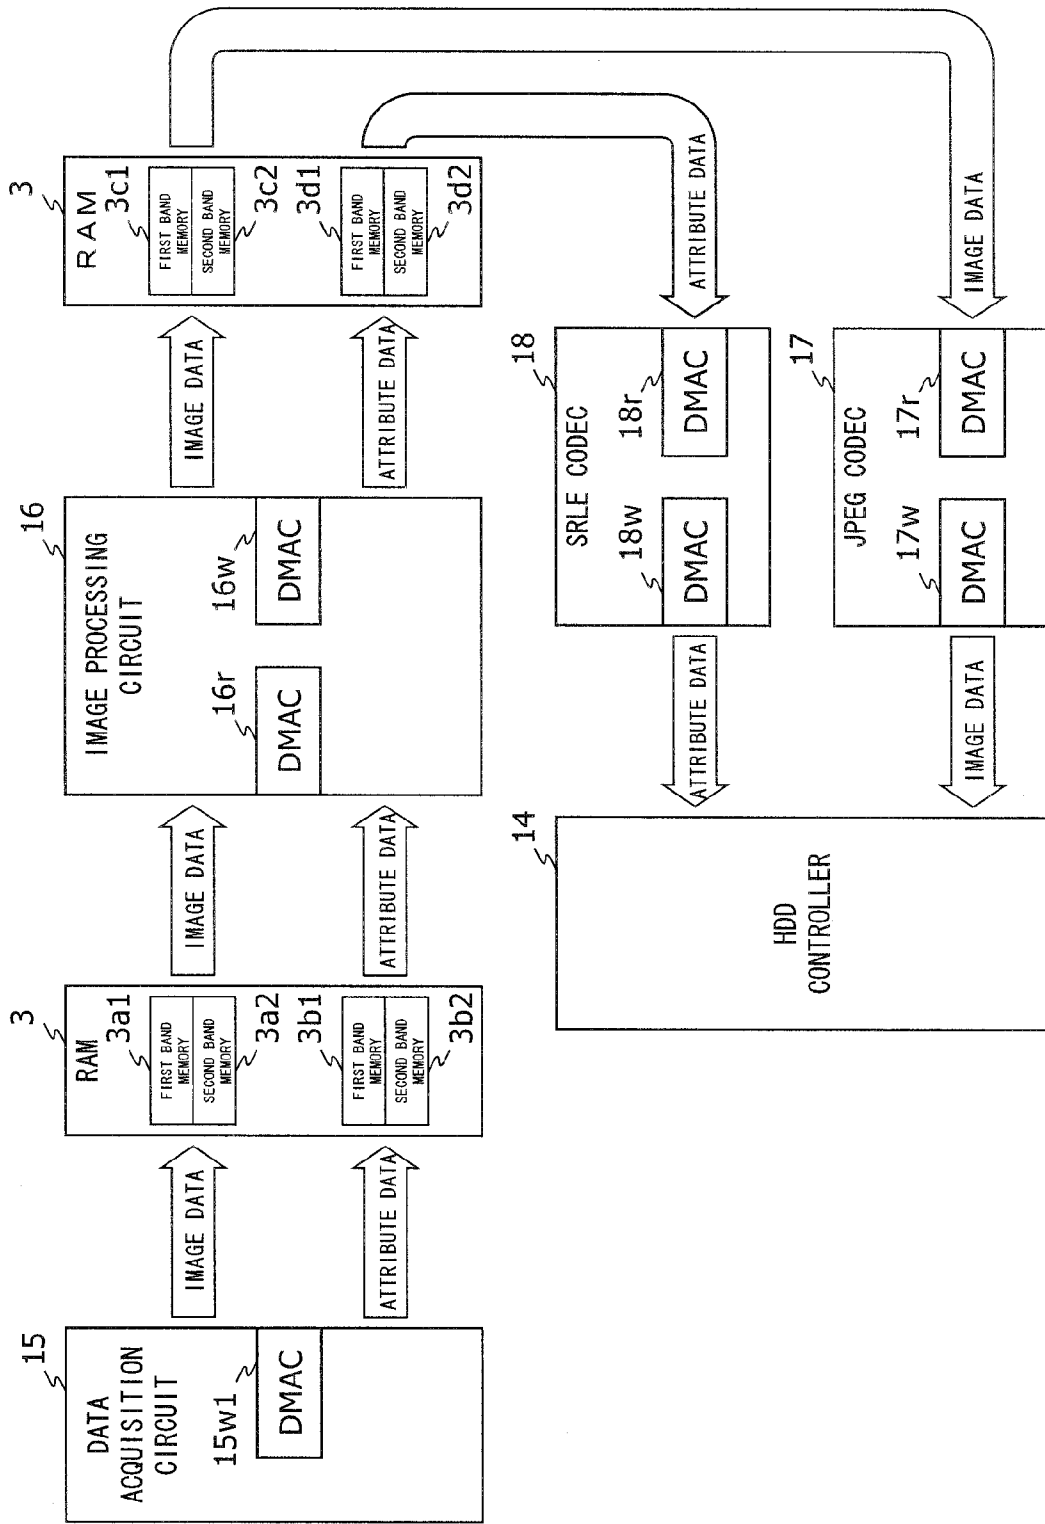 15
DATA
ACQUISITION
CIRCUIT
15w1
DMAC
IMAGE DATA
ATTRIBUTE DATA
3
RAM
3a1
FIRST BAND
MEMORY
SECOND BAND
MEMORY
3a2
3b1
FIRST BAND
MEMORY
SECOND BAND
MEMORY
3b2
IMAGE DATA
ATTRIBUTE DATA
16
IMAGE PROCESSING
CIRCUIT
16r
16w
DMAC
DMAC
IMAGE DATA
ATTRIBUTE DATA
3
RAM
3c1
FIRST BAND
MEMORY
SECOND BAND
MEMORY
3c2
3d1
FIRST BAND
MEMORY
SECOND BAND
MEMORY
3d2
14
HDD
CONTROLLER
ATTRIBUTE DATA
18
SRLE CODEC
18w
18r
DMAC
DMAC
ATTRIBUTE DATA
IMAGE DATA
17
JPEG CODEC
17w
17r
DMAC
DMAC
IMAGE DATA